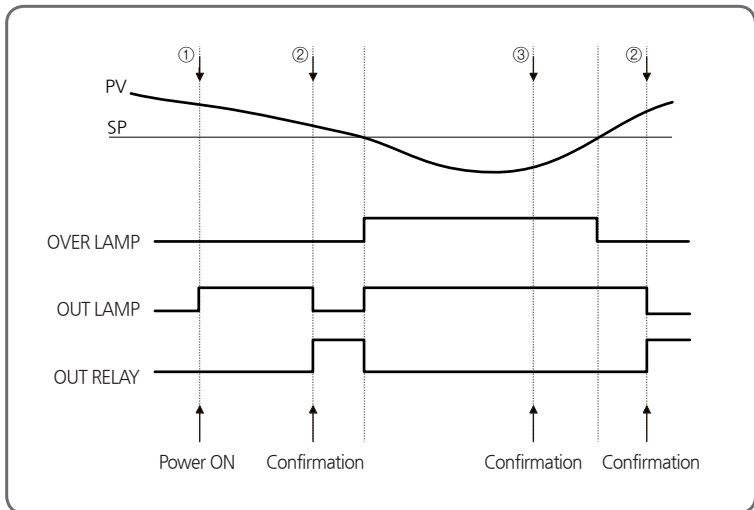 ① ② ③ ②
PV
SP
OVER LAMP
OUT LAMP
OUT RELAY
Power ON Confirmation Confirmation Confirmation